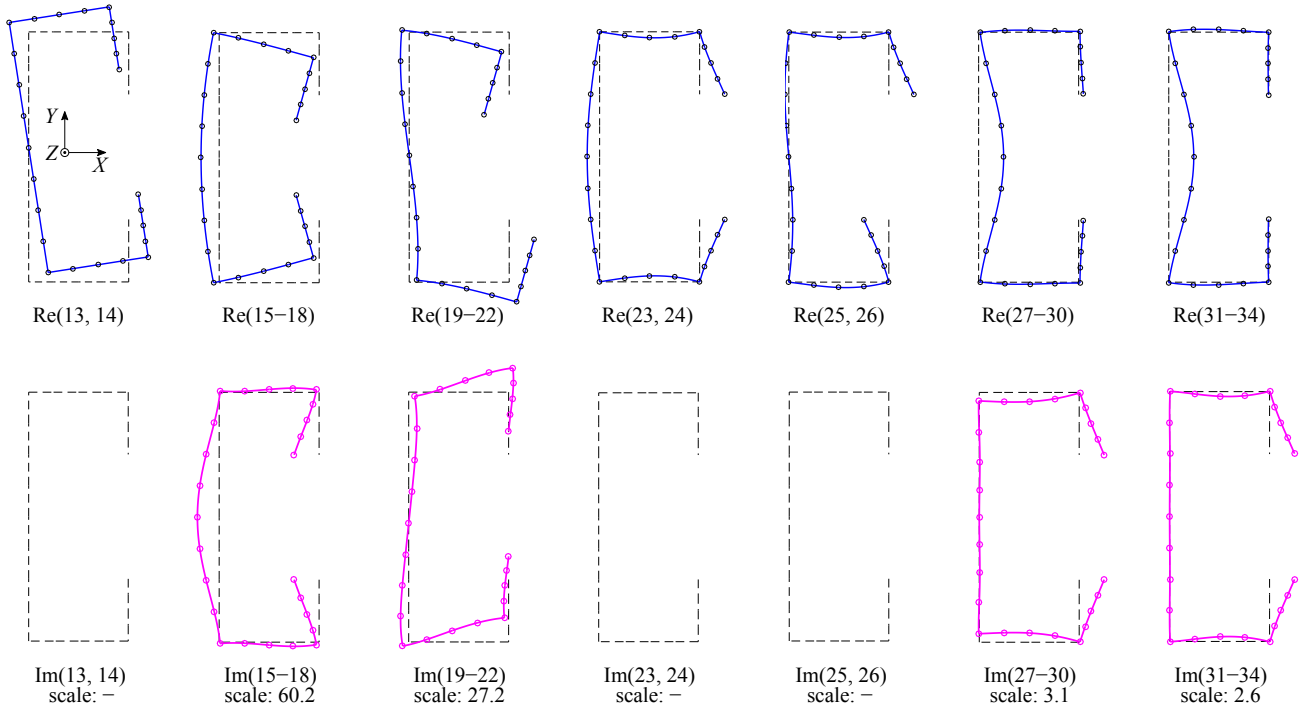 Y
Z
X
Re(13, 14)
Re(15−18)
Re(19−22)
Re(23, 24)
Re(25, 26)
Re(27−30)
Re(31−34)
Im(13, 14)
scale: −
Im(15−18)
scale: 60.2
Im(19−22)
scale: 27.2
Im(23, 24)
scale: −
Im(25, 26)
scale: −
Im(27−30)
scale: 3.1
Im(31−34)
scale: 2.6